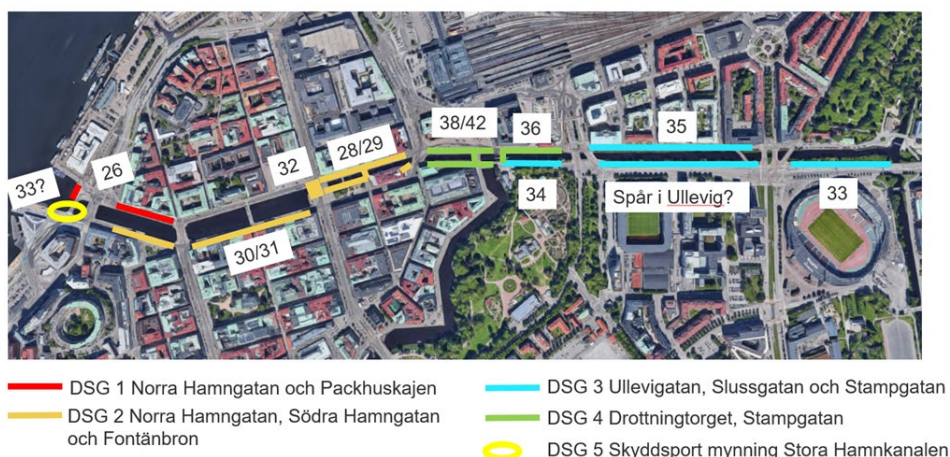 38/42
36
35
28/29
32
26
33?
34
Spår i Ullevig?
33
30/31
DSG 1 Norra Hamngatan och Packhuskajen
DSG 2 Norra Hamngatan, Södra Hamngatan
och Fontänbron
DSG 3 Ullevigatan, Slussgatan och Stampgatan
DSG 4 Drottningtorget, Stampgatan
DSG 5 Skyddsport mynning Stora Hamnkanalen